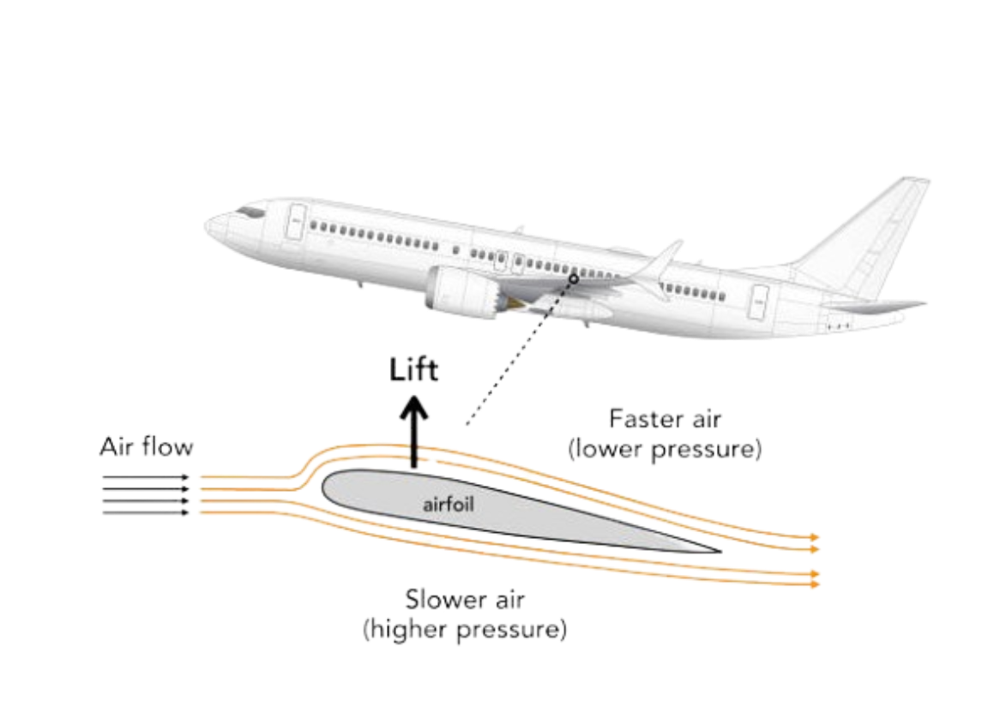 Lift
Faster air
(lower pressure)
Air flow
airfoil
Slower air
(higher pressure)